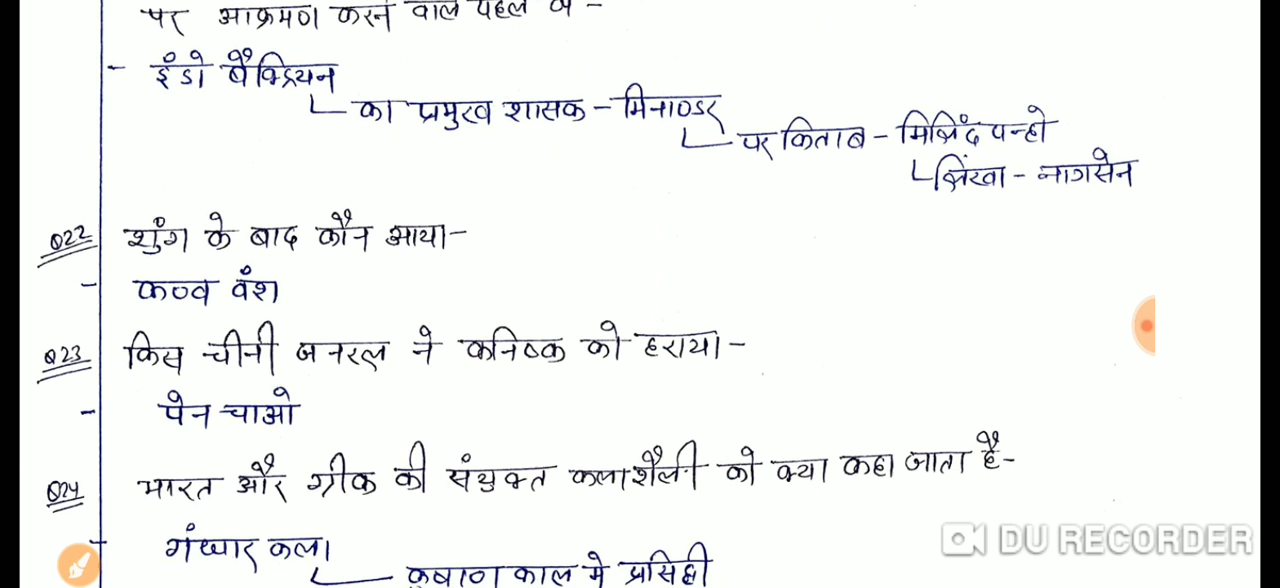 पर आक्रमण करने वाले पहले थे -
- इंडो बैक्ट्रियन
का प्रमुख शासक - मिनाण्डर
पर किताब - मिलिंद पन्हो
लिखा - नागसेन
Q22 शुंग के बाद कौन आया -
- कण्व वंश
Q23 किस चीनी जनरल ने कनिष्क को हराया -
- पेन चाओ
Q24 भारत और ग्रीक की संयुक्त कलाशैली को क्या कहा जाता है -
- गंधार कला
कुषाण काल मे प्रसिद्धी
DU RECORDER